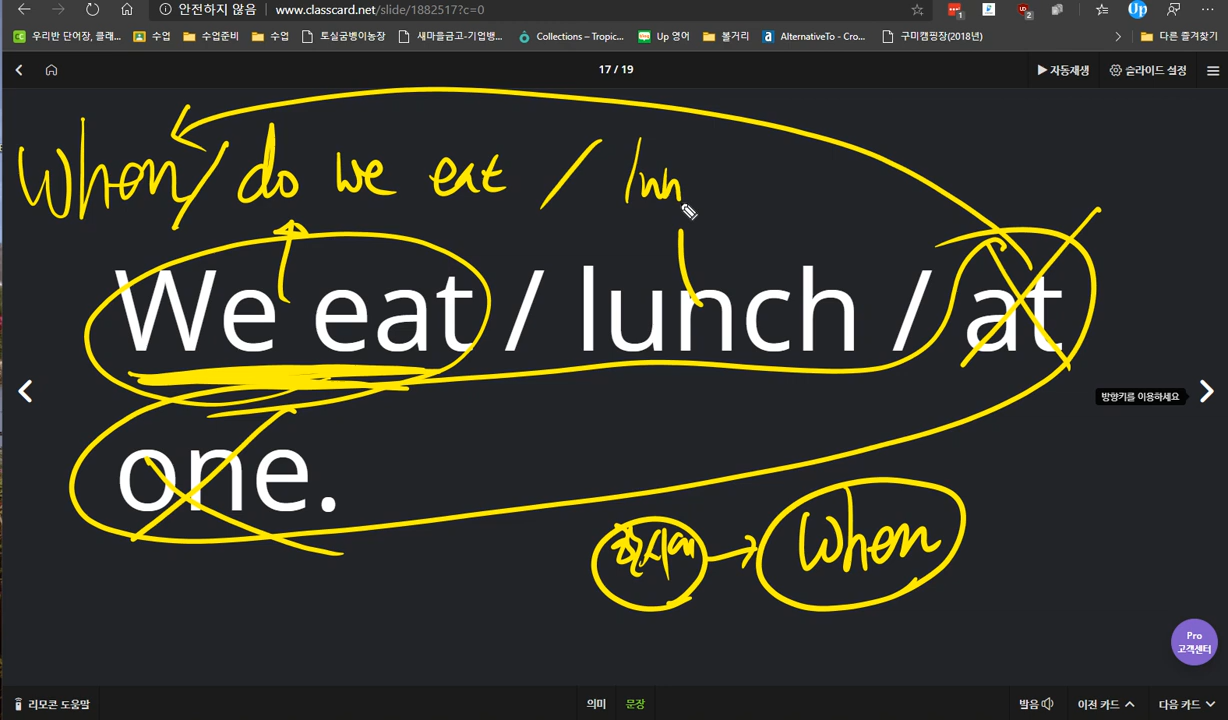 안전하지 않음 www.classcard.net/slide/1882517?c=0
우리반 단어장, 클래... 수업 수업준비 수업 토실굼벵이농장 새마을금고-기업뱅... Collections – Tropic... Up 영어 볼거리 AlternativeTo - Cro... 구미캠핑장(2018년) 다른 즐겨찾기
17 / 19 자동재생 슬라이드 설정
When / do we eat /
We eat / lunch / at
방향키를 이용하세요
one.
한시에 → When
Pro
고객센터
리모콘 도움말 의미 문장 발음 이전 카드 다음 카드